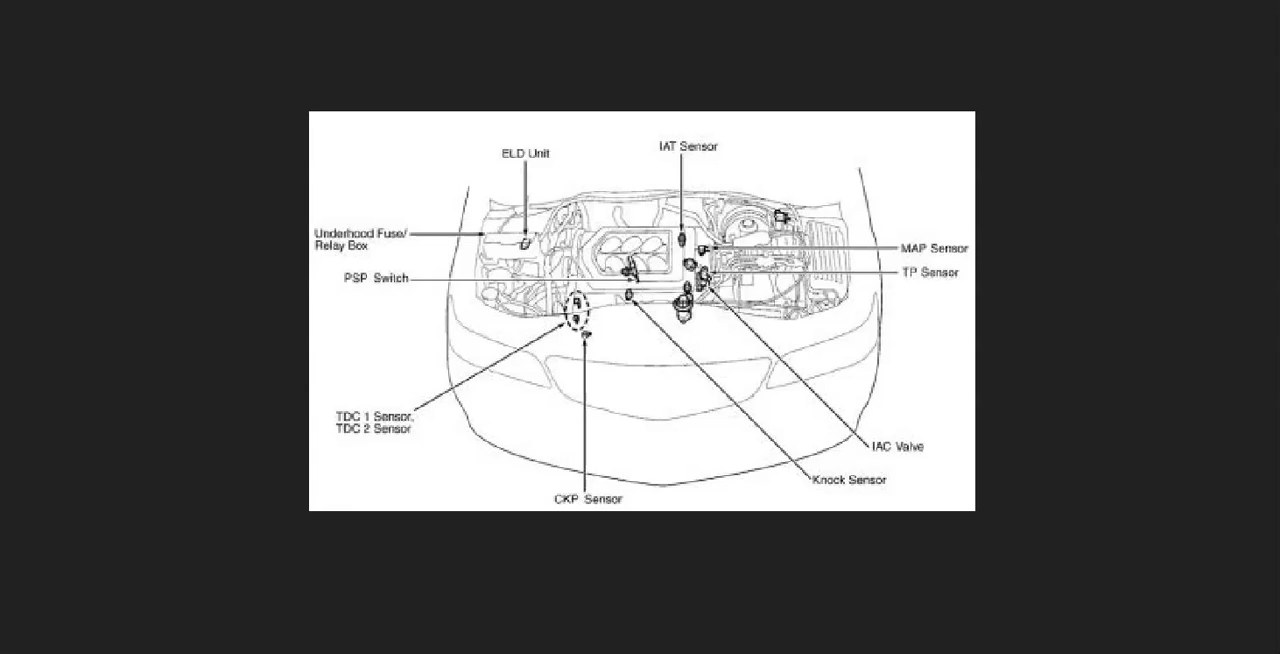 IAT Sensor
ELD Unit
Underhood Fuse/
Relay Box
MAP Sensor
TP Sensor
PSP Switch
TDC 1 Sensor,
TDC 2 Sensor
IAC Valve
Knock Sensor
CKP Sensor